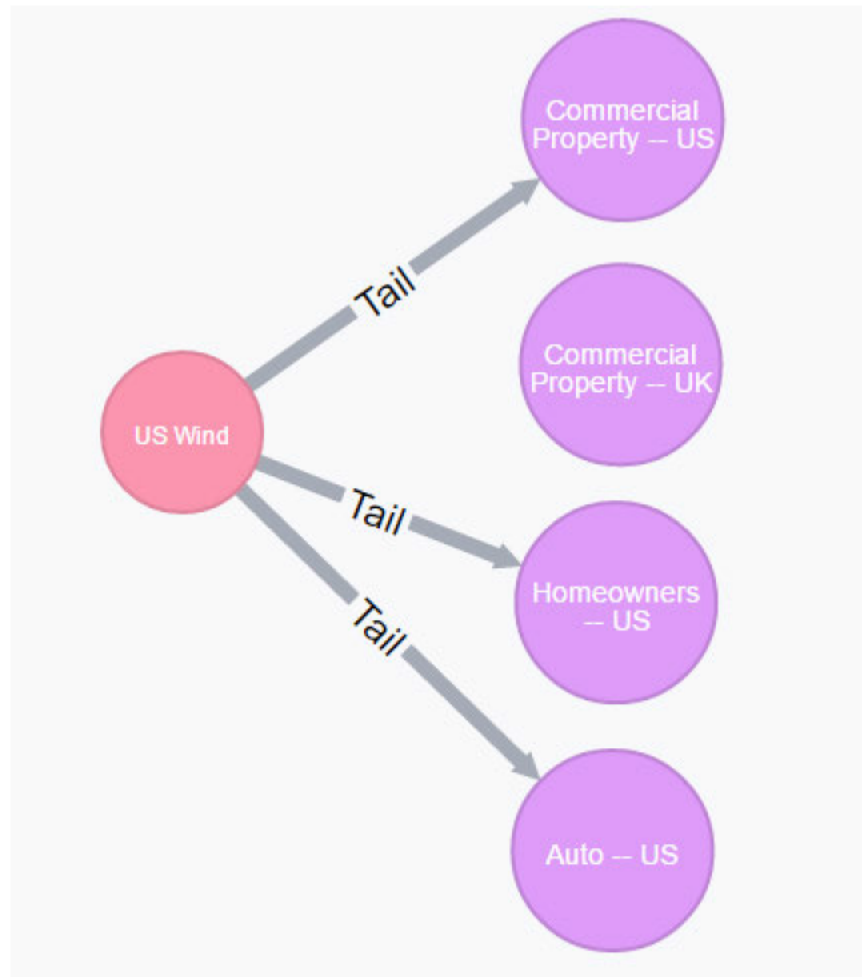 Commercial
Property -- US
Tail
Commercial
Property -- UK
US Wind
Tail
Homeowners
-- US
Tail
Auto -- US